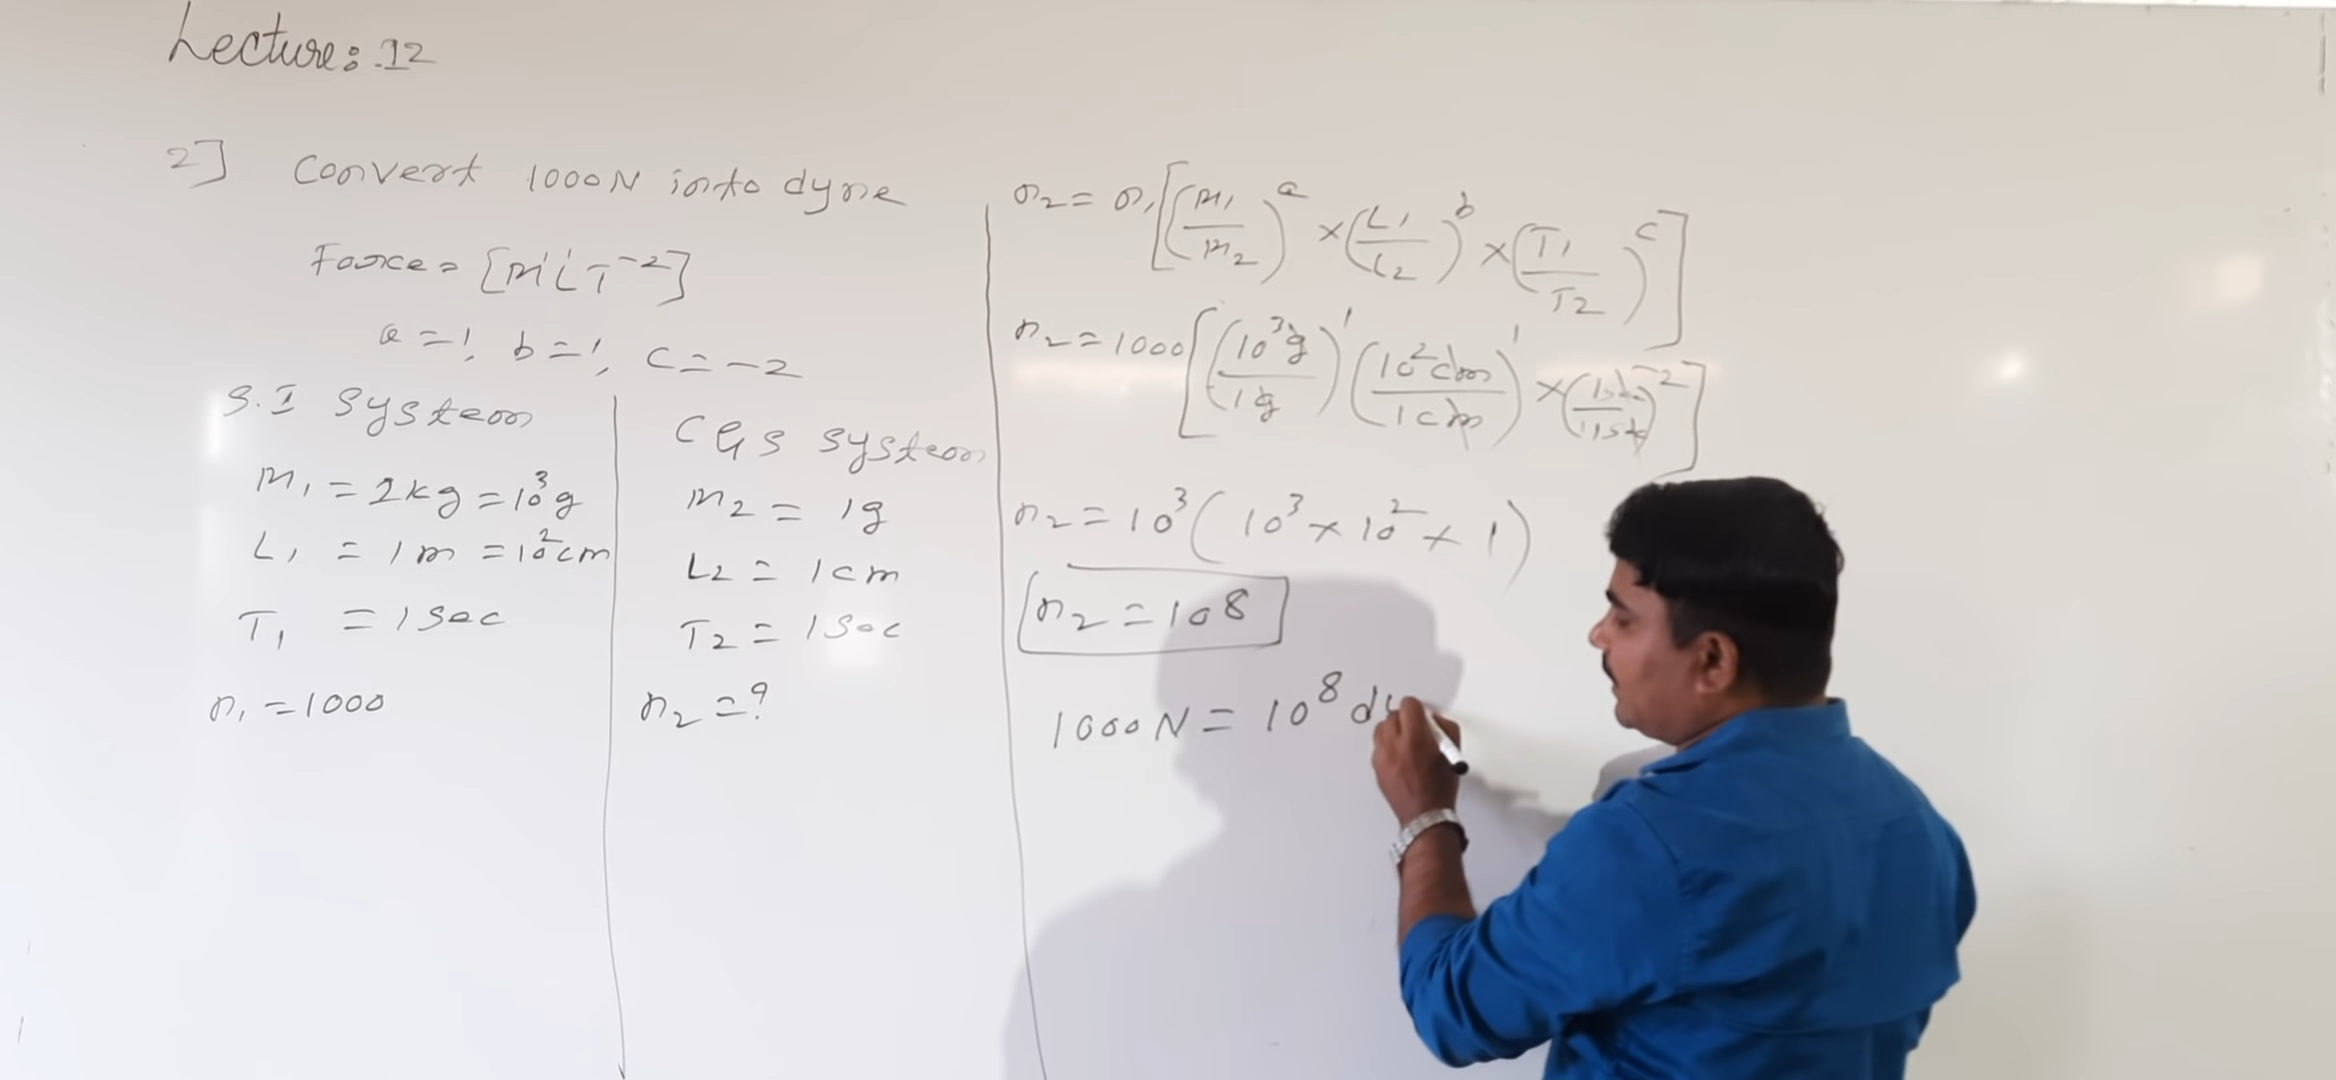 Lecture: 12
2] Convert 1000N into dyne
Force = [M¹L¹T⁻²]
a = 1, b = 1, c = -2
S.I System
M₁ = 1kg = 10³g
L₁ = 1m = 10²cm
T₁ = 1Sec
n₁ = 1000
CGS System
M₂ = 1g
L₂ = 1cm
T₂ = 1Sec
n₂ = ?
n₂ = n₁[(M₁/M₂)ᵃ × (L₁/L₂)ᵇ × (T₁/T₂)ᶜ]
n₂ = 1000[(10³g/1g)¹ (10²cm/1cm)¹ × (1sec/1sec)⁻²]
n₂ = 10³(10³ × 10² × 1)
n₂ = 10⁸
1000N = 10⁸ dy